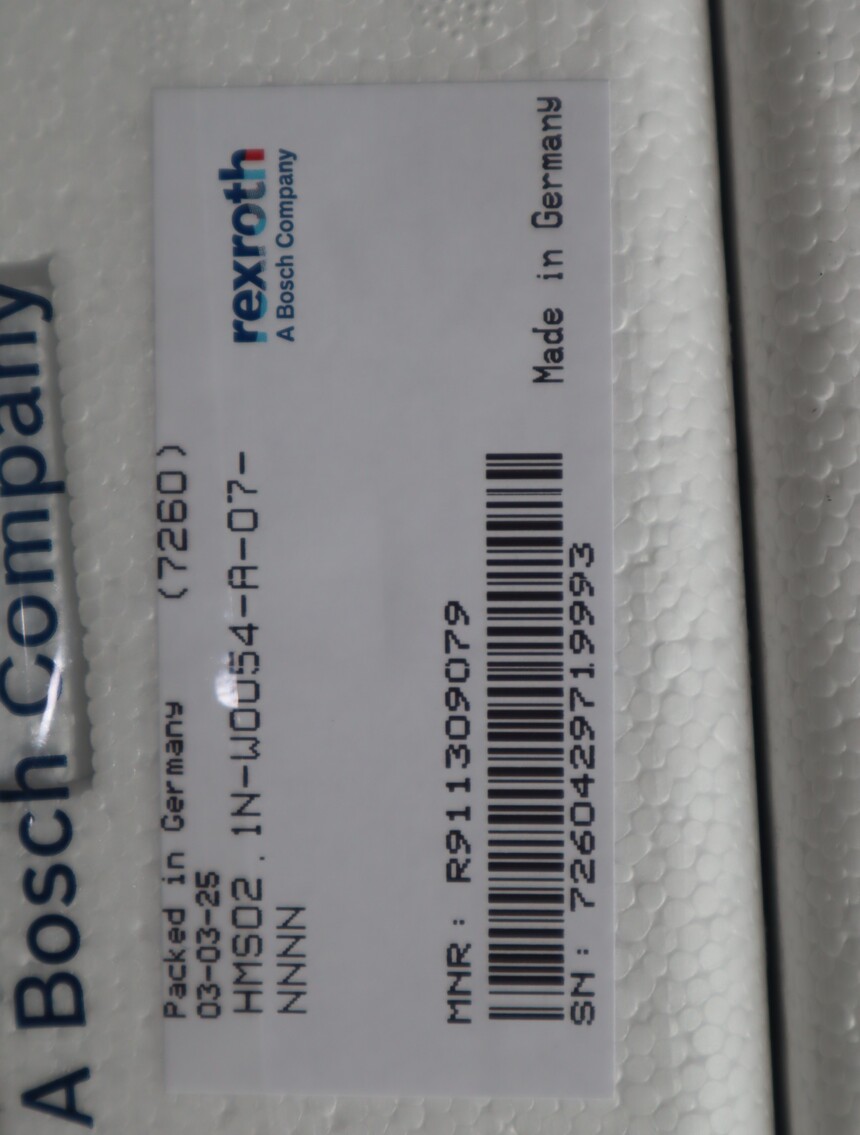 A Bosch Company
Packed in Germany (7260)
03-03-25
HMS02.1N-W0054-A-07-
NNNN
rexroth
A Bosch Company
MNR: R911309079
SN: 7260429719993
Made in Germany